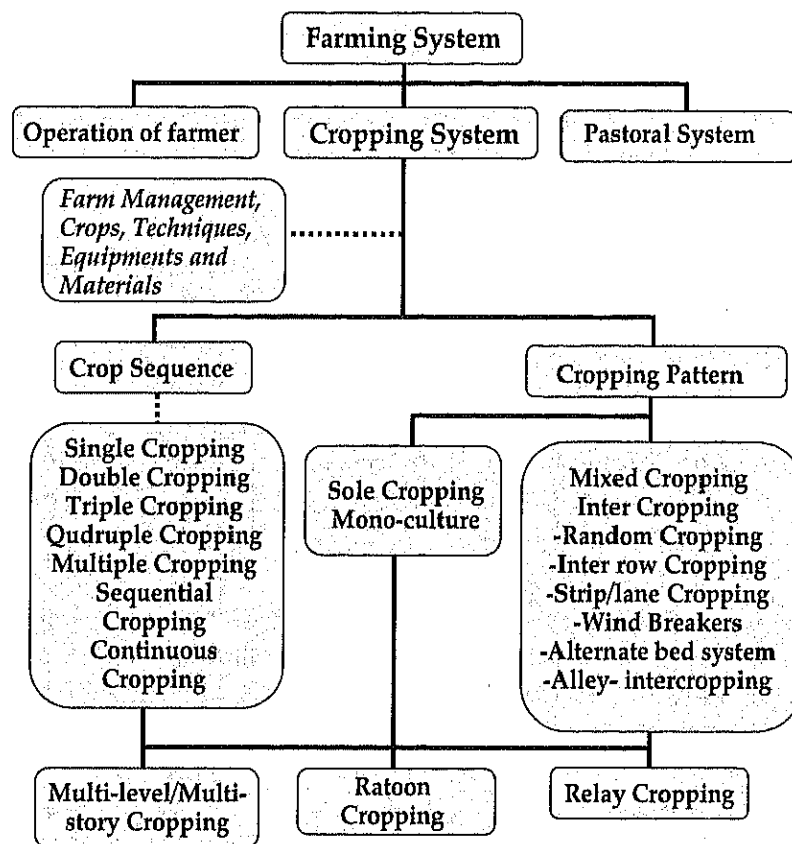 Farming System
Operation of farmer
Cropping System
Pastoral System
Farm Management,
Crops, Techniques,
Equipments and
Materials
Crop Sequence
Cropping Pattern
Single Cropping
Double Cropping
Triple Cropping
Qudruple Cropping
Multiple Cropping
Sequential
Cropping
Continuous
Cropping
Sole Cropping
Mono-culture
Mixed Cropping
Inter Cropping
-Random Cropping
-Inter row Cropping
-Strip/lane Cropping
-Wind Breakers
-Alternate bed system
-Alley- intercropping
Multi-level/Multi-
story Cropping
Ratoon
Cropping
Relay Cropping